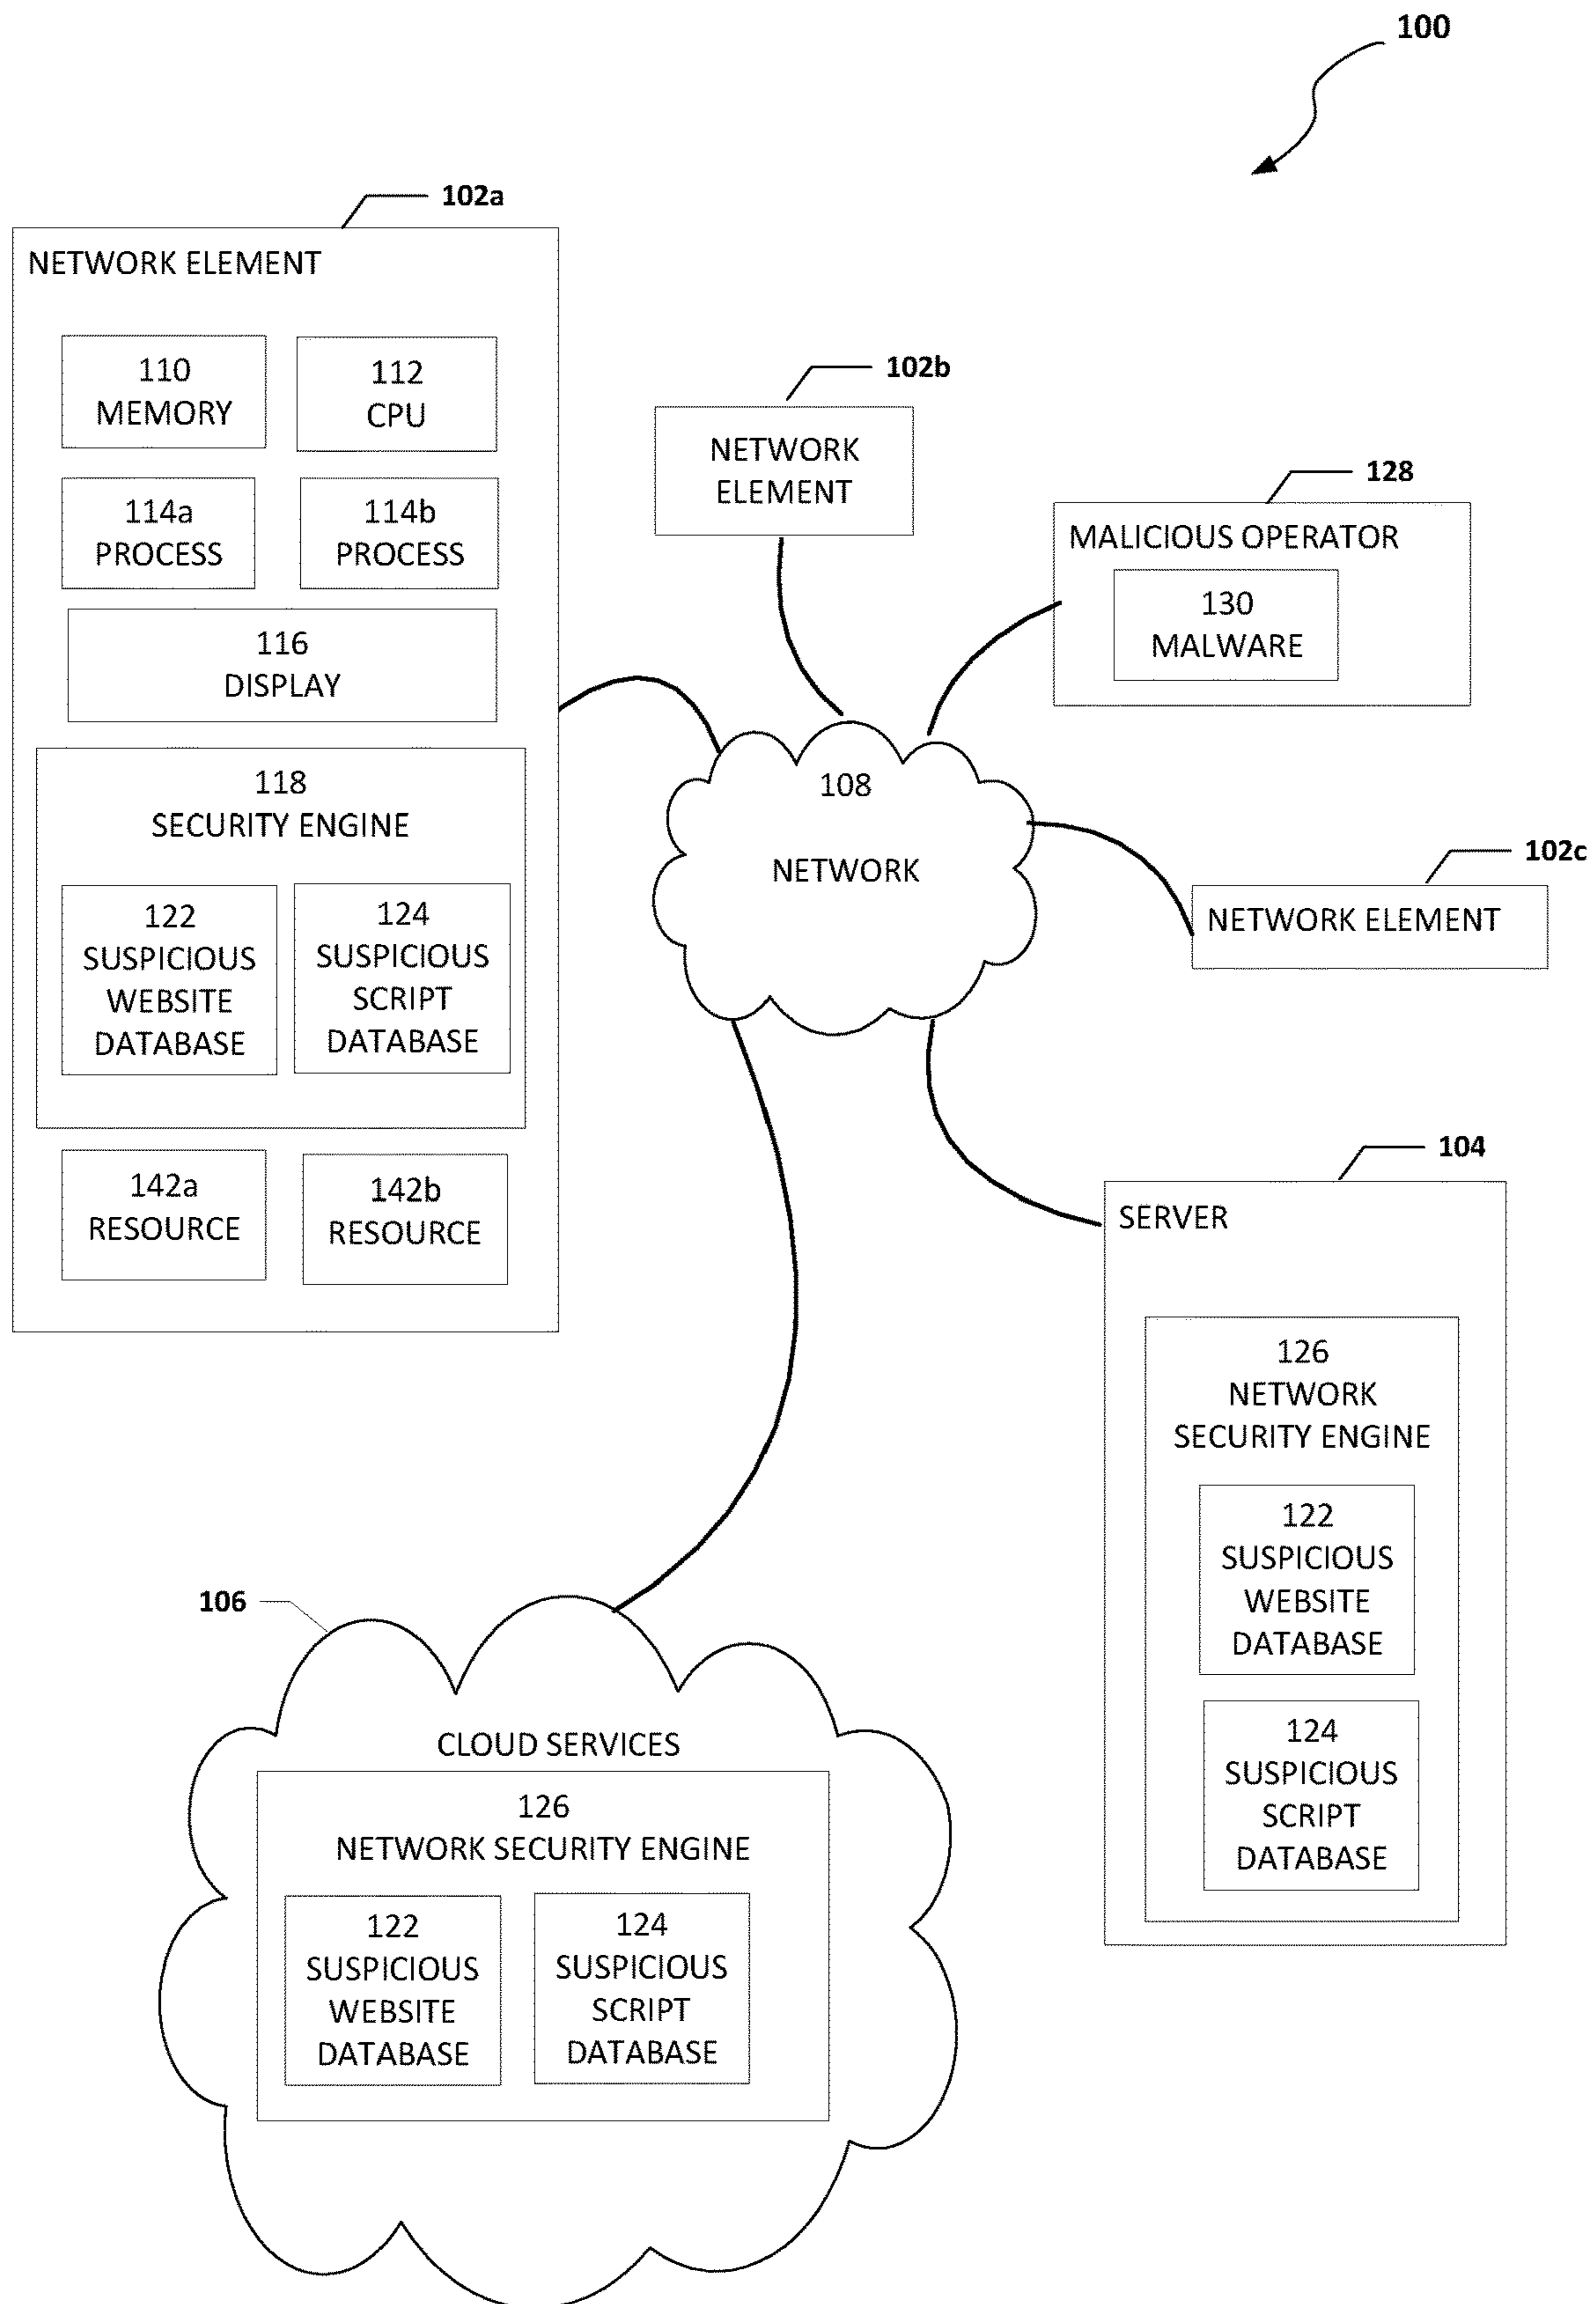 100
102a
NETWORK ELEMENT
110
MEMORY
112
CPU
114a
PROCESS
114b
PROCESS
116
DISPLAY
118
SECURITY ENGINE
122
SUSPICIOUS
WEBSITE
DATABASE
124
SUSPICIOUS
SCRIPT
DATABASE
142a
RESOURCE
142b
RESOURCE
102b
NETWORK
ELEMENT
128
MALICIOUS OPERATOR
130
MALWARE
108
NETWORK
102c
NETWORK ELEMENT
104
SERVER
126
NETWORK
SECURITY ENGINE
122
SUSPICIOUS
WEBSITE
DATABASE
124
SUSPICIOUS
SCRIPT
DATABASE
106
CLOUD SERVICES
126
NETWORK SECURITY ENGINE
122
SUSPICIOUS
WEBSITE
DATABASE
124
SUSPICIOUS
SCRIPT
DATABASE